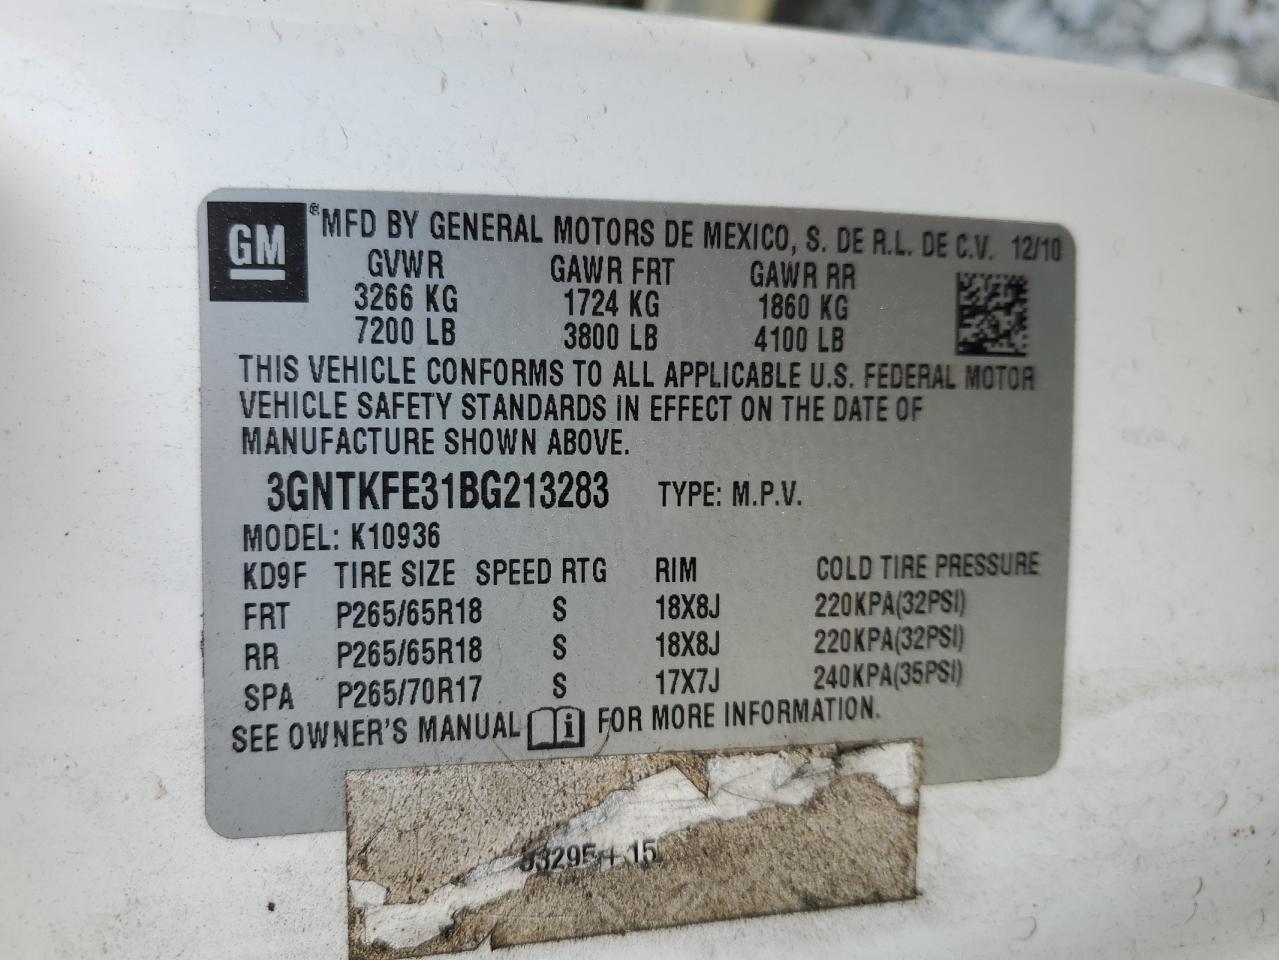 GM ® MFD BY GENERAL MOTORS DE MEXICO, S. DE R.L. DE C.V. 12/10
GVWR GAWR FRT GAWR RR
3266 KG 1724 KG 1860 KG
7200 LB 3800 LB 4100 LB
THIS VEHICLE CONFORMS TO ALL APPLICABLE U.S. FEDERAL MOTOR
VEHICLE SAFETY STANDARDS IN EFFECT ON THE DATE OF
MANUFACTURE SHOWN ABOVE.
3GNTKFE31BG213283 TYPE: M.P.V.
MODEL: K10936
KD9F TIRE SIZE SPEED RTG RIM COLD TIRE PRESSURE
FRT P265/65R18 S 18X8J 220KPA(32PSI)
RR P265/65R18 S 18X8J 220KPA(32PSI)
SPA P265/70R17 S 17X7J 240KPA(35PSI)
SEE OWNER'S MANUAL i FOR MORE INFORMATION.
15